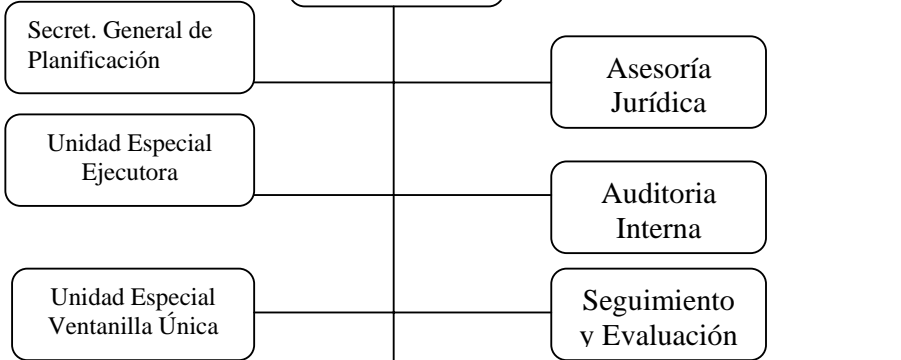 Secret. General de
Planificación
Asesoría
Jurídica
Unidad Especial
Ejecutora
Auditoria
Interna
Unidad Especial
Ventanilla Única
Seguimiento
y Evaluación